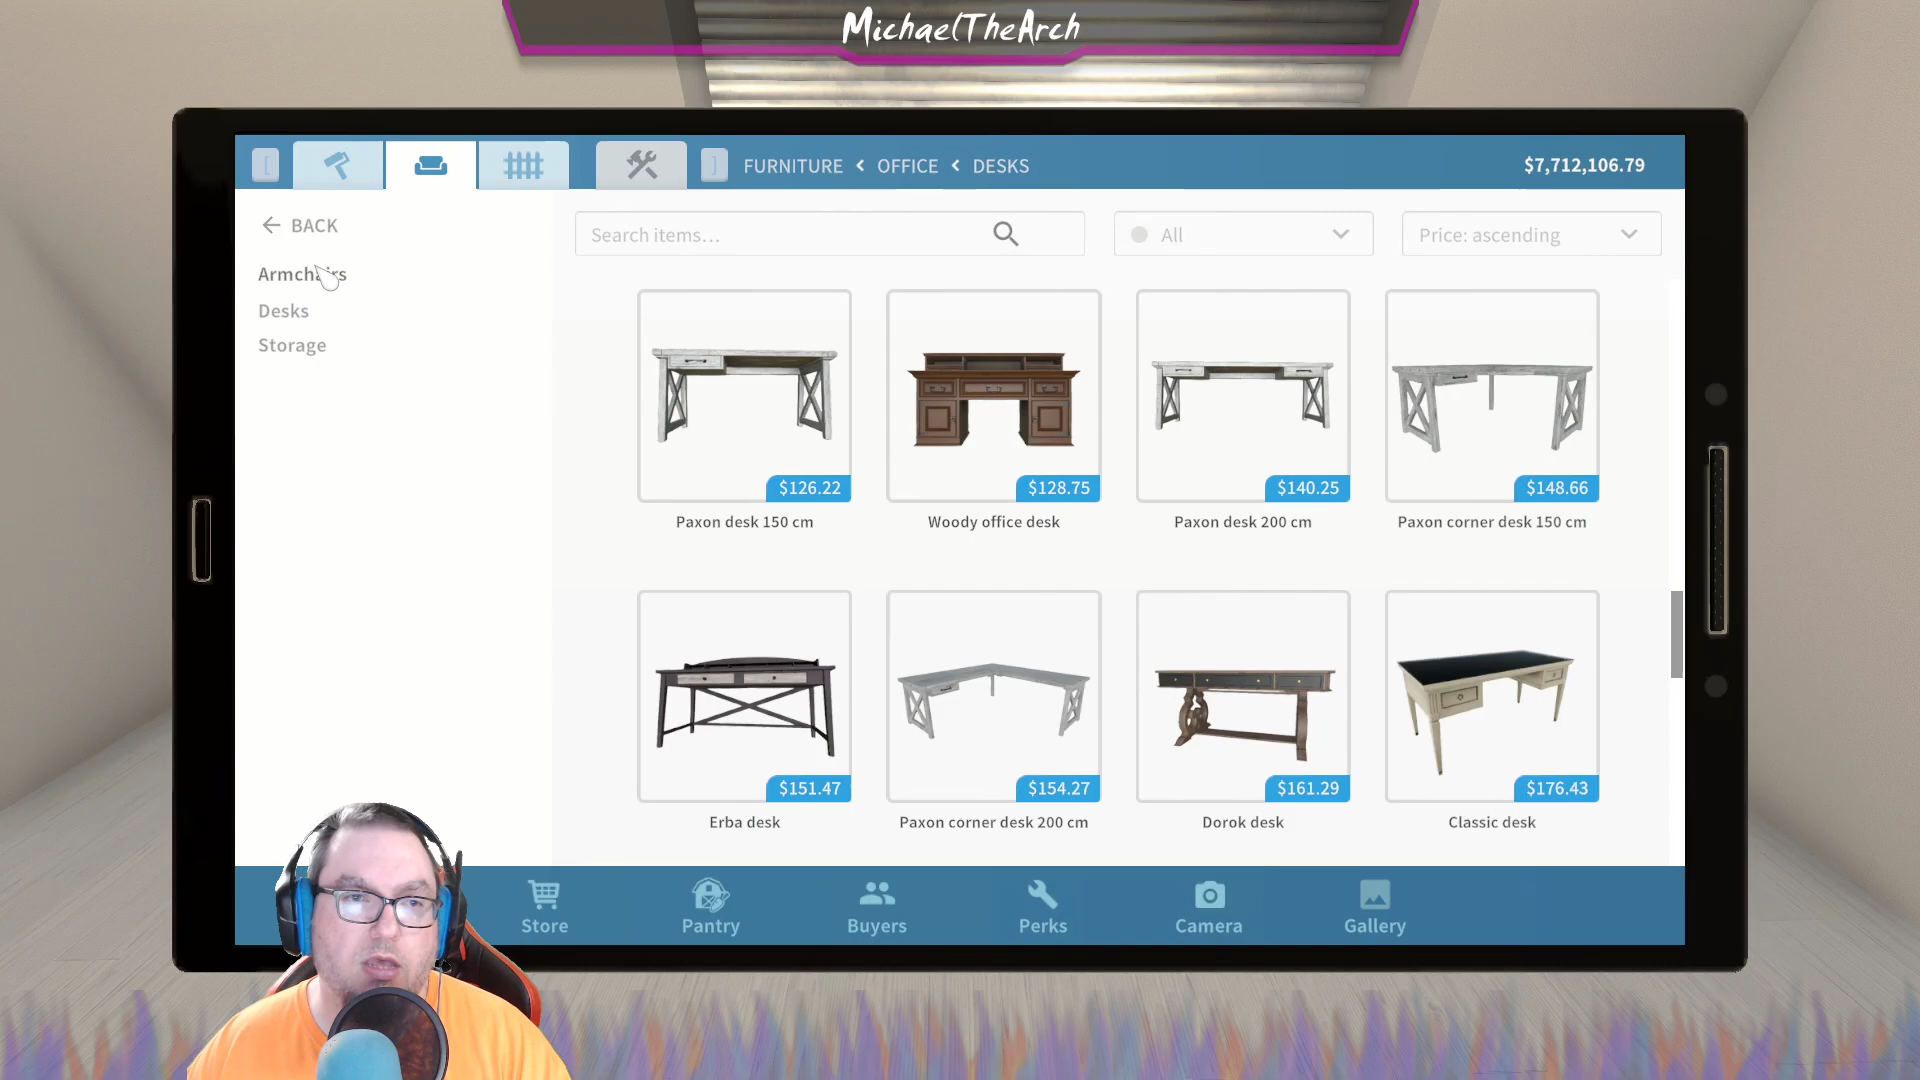 MichaelTheArch
[
]
FURNITURE < OFFICE < DESKS
$7,712,106.79
BACK
Armchairs
Desks
Storage
Search items...
All
Price: ascending
$126.22
$128.75
$140.25
$148.66
Paxon desk 150 cm
Woody office desk
Paxon desk 200 cm
Paxon corner desk 150 cm
$151.47
$154.27
$161.29
$176.43
Erba desk
Paxon corner desk 200 cm
Dorok desk
Classic desk
Store
Pantry
Buyers
Perks
Camera
Gallery